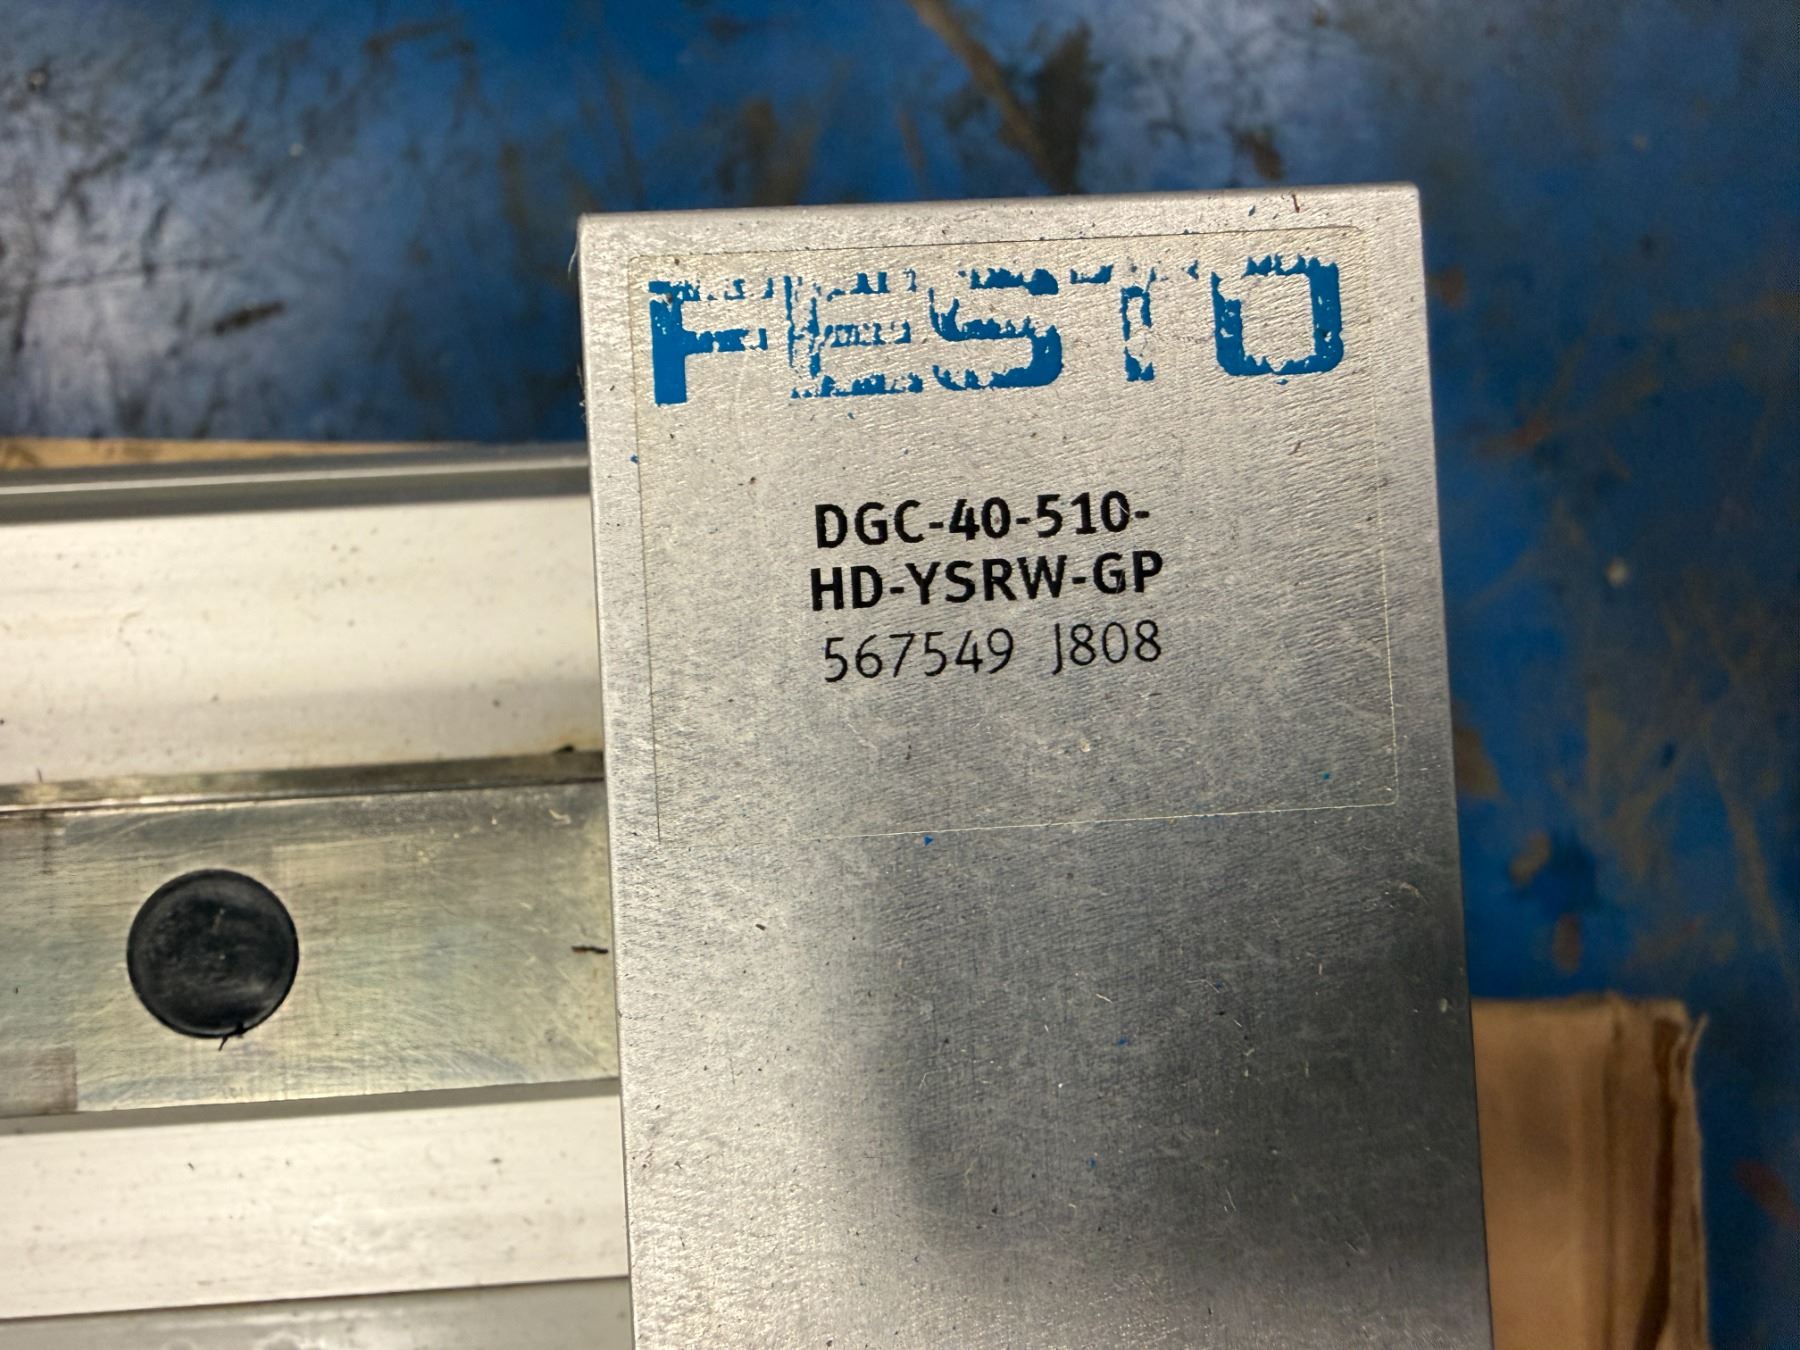 FESTO
DGC-40-510-
HD-YSRW-GP
567549 J808